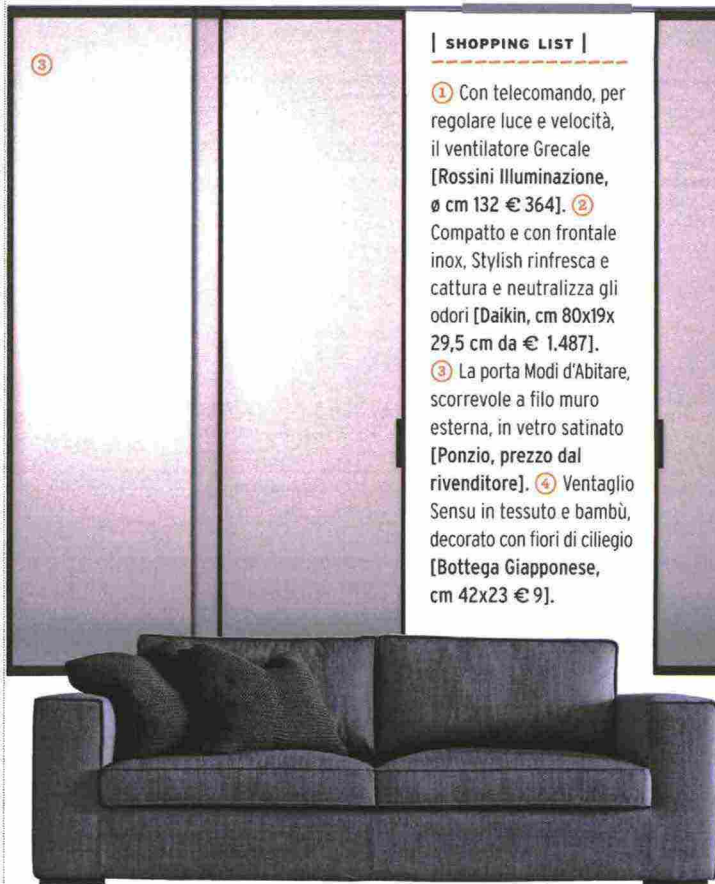 ③
| SHOPPING LIST |
① Con telecomando, per
regolare luce e velocità,
il ventilatore Grecale
[Rossini Illuminazione,
ø cm 132 € 364]. ②
Compatto e con frontale
inox, Stylish rinfresca e
cattura e neutralizza gli
odori [Daikin, cm 80x19x
29,5 cm da € 1.487].
③ La porta Modi d'Abitare,
scorrevole a filo muro
esterna, in vetro satinato
[Ponzio, prezzo dal
rivenditore]. ④ Ventaglio
Sensu in tessuto e bambù,
decorato con fiori di ciliegio
[Bottega Giapponese,
cm 42x23 € 9].